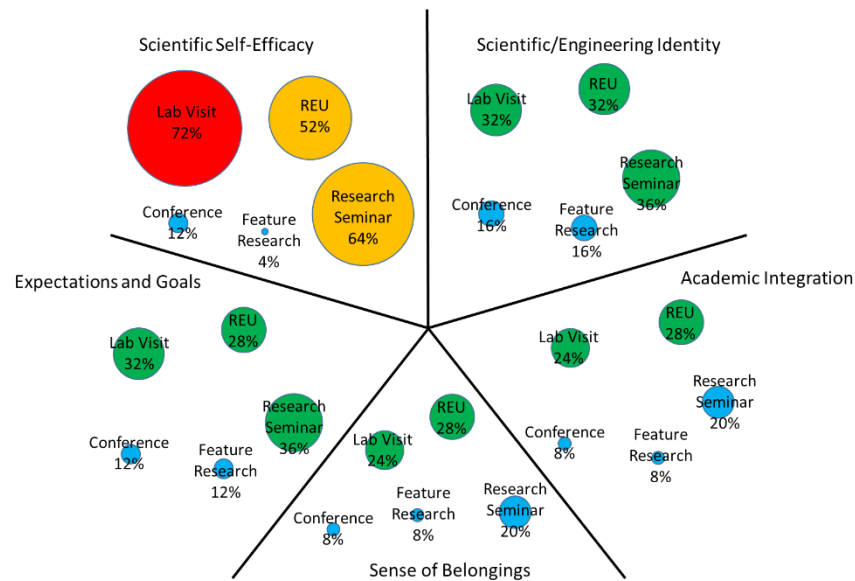 Scientific Self-Efficacy
Lab Visit
72%
REU
52%
Research
Seminar
64%
Conference
12%
Feature
Research
4%
Scientific/Engineering Identity
Lab Visit
32%
REU
32%
Research
Seminar
36%
Conference
16%
Feature
Research
16%
Expectations and Goals
Lab Visit
32%
REU
28%
Research
Seminar
36%
Conference
12%
Feature
Research
12%
Academic Integration
Lab Visit
24%
REU
28%
Research
Seminar
20%
Conference
8%
Feature
Research
8%
REU
28%
Lab Visit
24%
Conference
8%
Feature
Research
8%
Research
Seminar
20%
Sense of Belongings